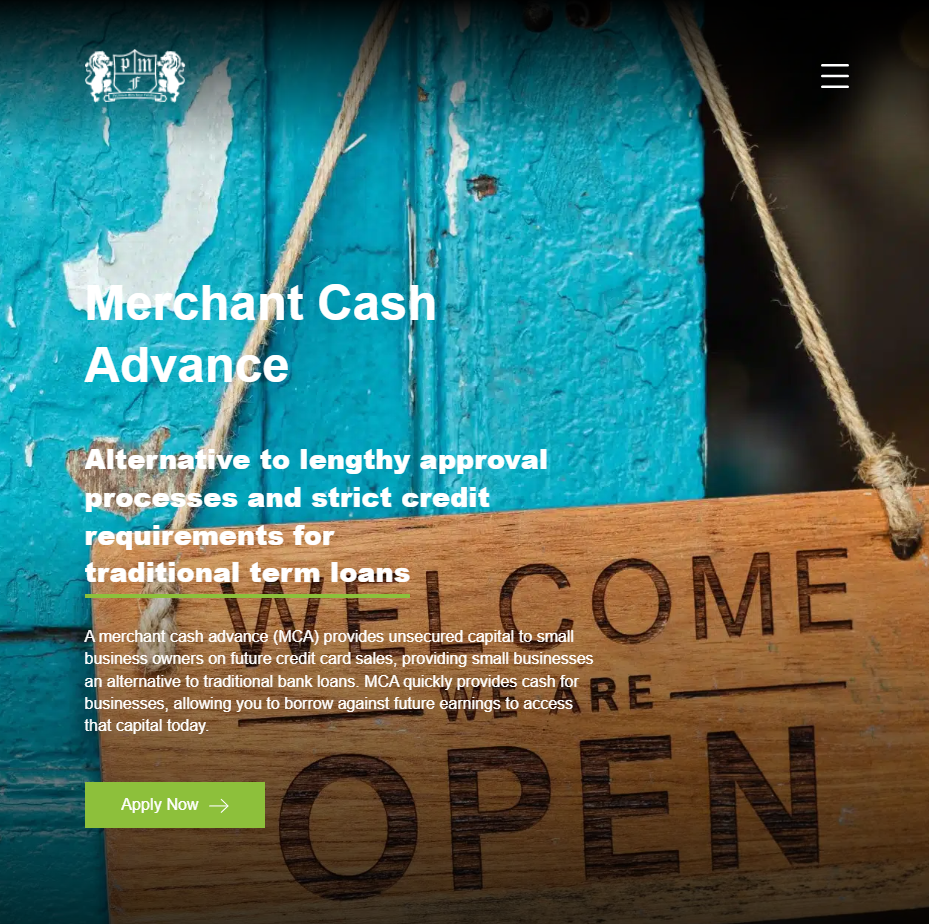 p m
F
Merchant Cash
Advance
Alternative to lengthy approval
processes and strict credit
requirements for
traditional term loans
A merchant cash advance (MCA) provides unsecured capital to small
business owners on future credit card sales, providing small businesses
an alternative to traditional bank loans. MCA quickly provides cash for
businesses, allowing you to borrow against future earnings to access
that capital today.
Apply Now
WELCOME
WE ARE
OPEN